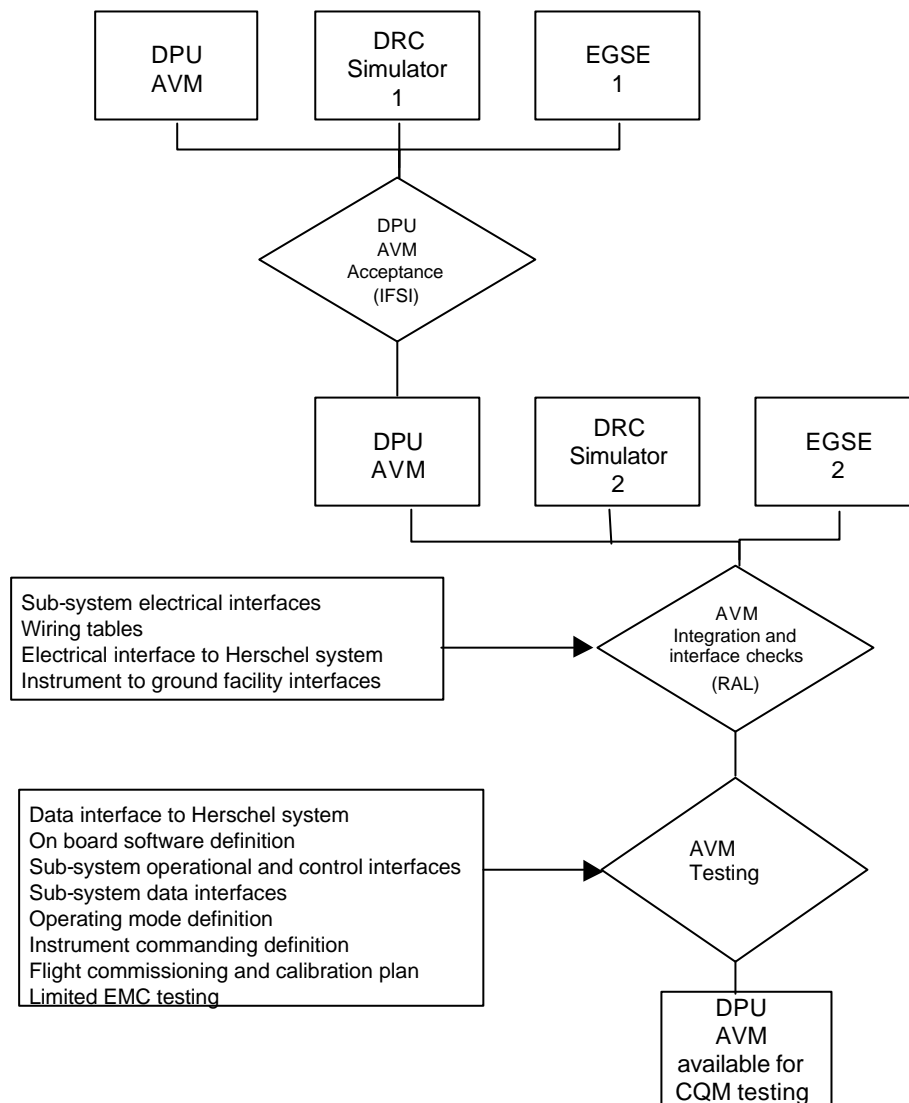 DPU
AVM
DRC
Simulator
1
EGSE
1
DPU
AVM
Acceptance
(IFSI)
DPU
AVM
DRC
Simulator
2
EGSE
2
Sub-system electrical interfaces
Wiring tables
Electrical interface to Herschel system
Instrument to ground facility interfaces
AVM
Integration and
interface checks
(RAL)
Data interface to Herschel system
On board software definition
Sub-system operational and control interfaces
Sub-system data interfaces
Operating mode definition
Instrument commanding definition
Flight commissioning and calibration plan
Limited EMC testing
AVM
Testing
DPU
AVM
available for
CQM testing